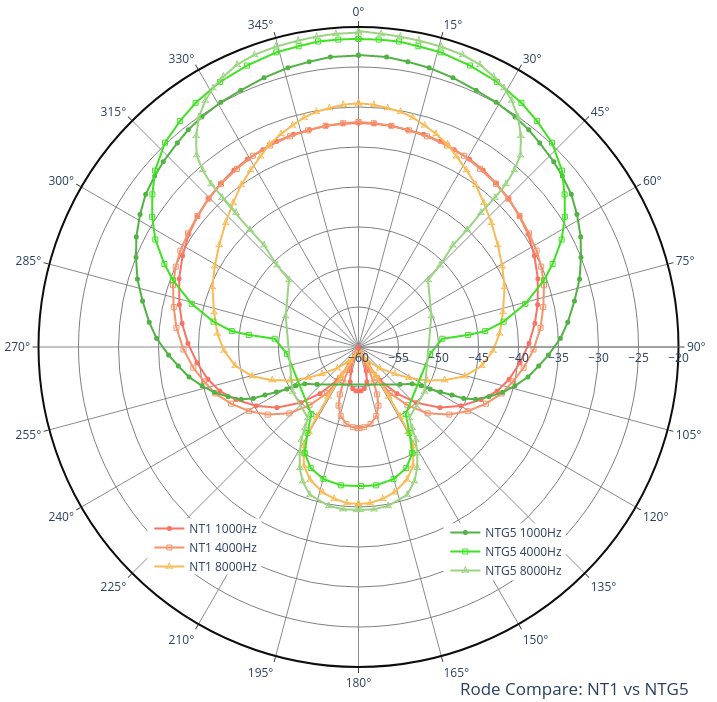 0°
345° 15°
330° 30°
315° 45°
300° 60°
285° 75°
270° −60 −55 −50 −45 −40 −35 −30 −25 −20 90°
255° 105°
240° 120°
NT1 1000Hz NTG5 1000Hz
NT1 4000Hz NTG5 4000Hz
NT1 8000Hz NTG5 8000Hz
225° 135°
210° 150°
195° 165°
180°
Rode Compare: NT1 vs NTG5